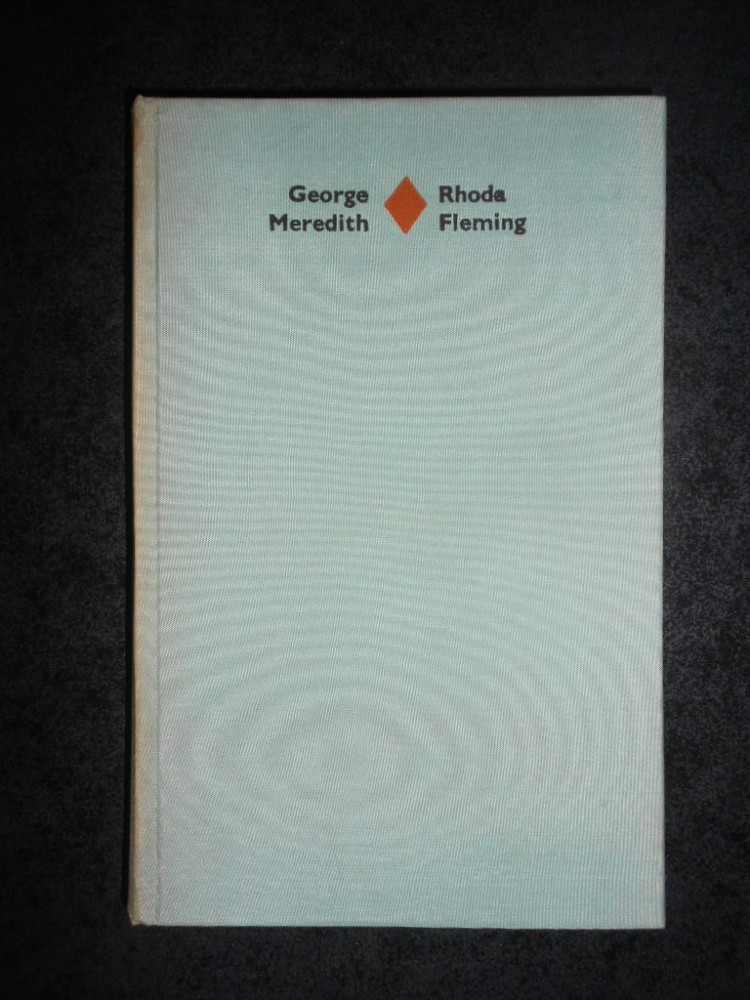 George
Meredith
Rhoda
Fleming